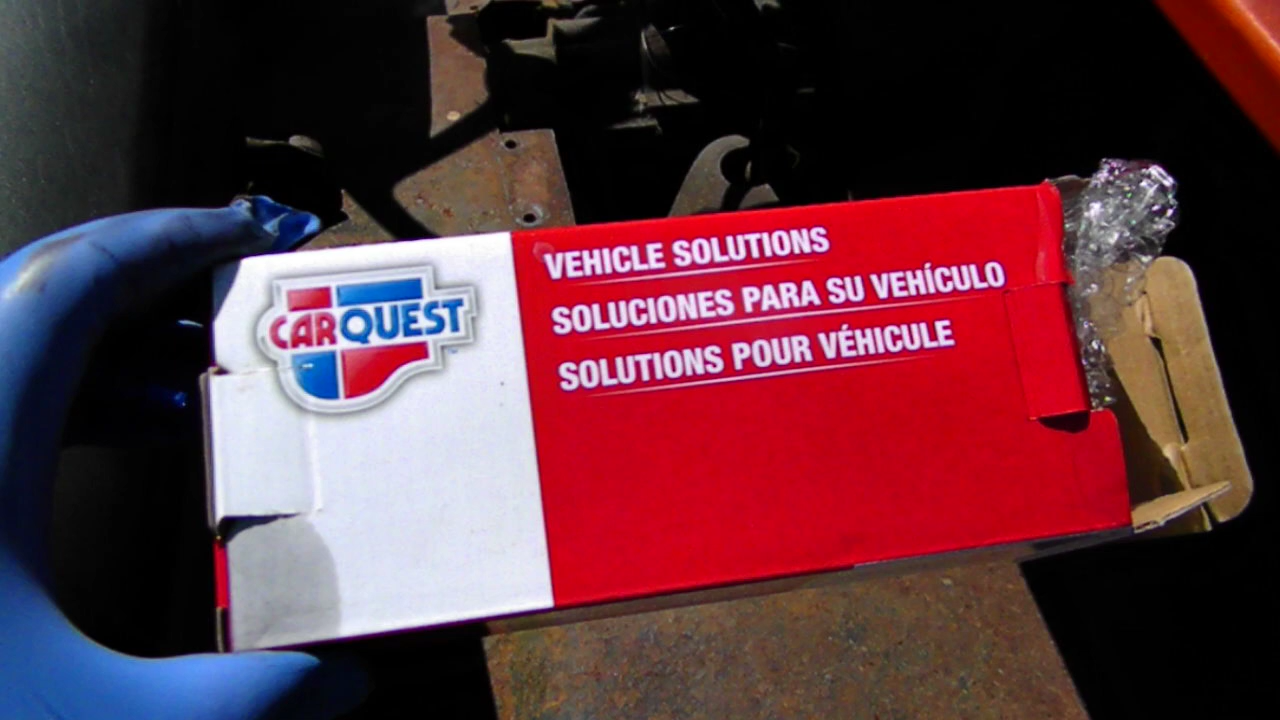 CARQUEST
VEHICLE SOLUTIONS
SOLUCIONES PARA SU VEHÍCULO
SOLUTIONS POUR VÉHICULE